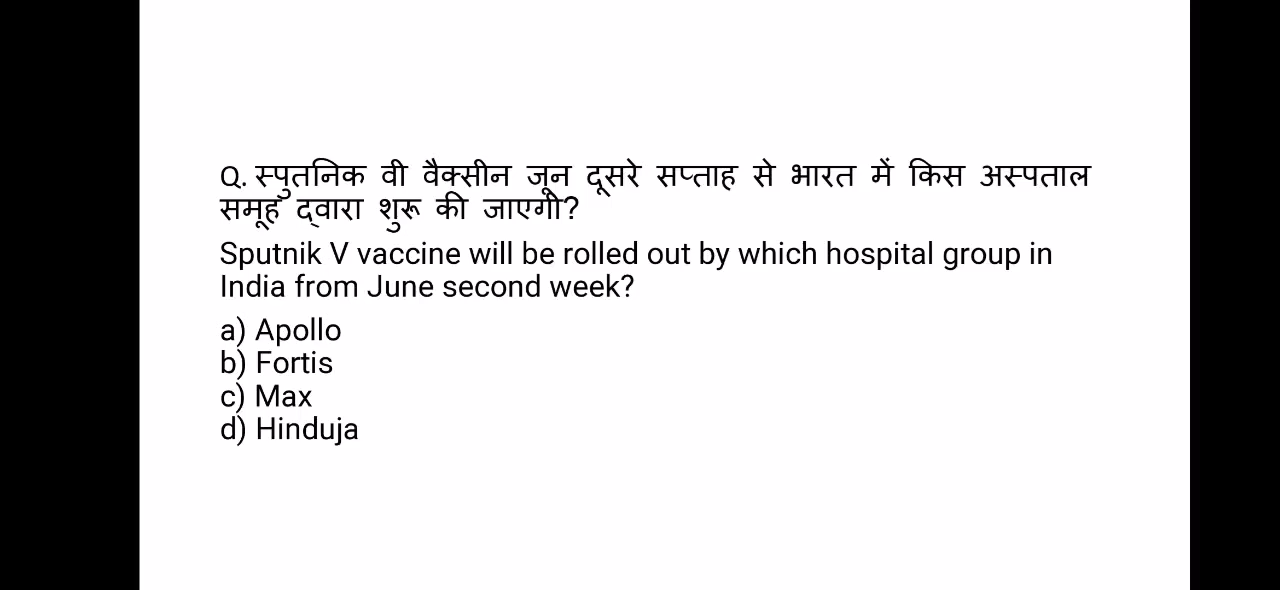 Q. स्पुतनिक वी वैक्सीन जून दूसरे सप्ताह से भारत में किस अस्पताल
समूह द्वारा शुरू की जाएगी?
Sputnik V vaccine will be rolled out by which hospital group in
India from June second week?
a) Apollo
b) Fortis
c) Max
d) Hinduja